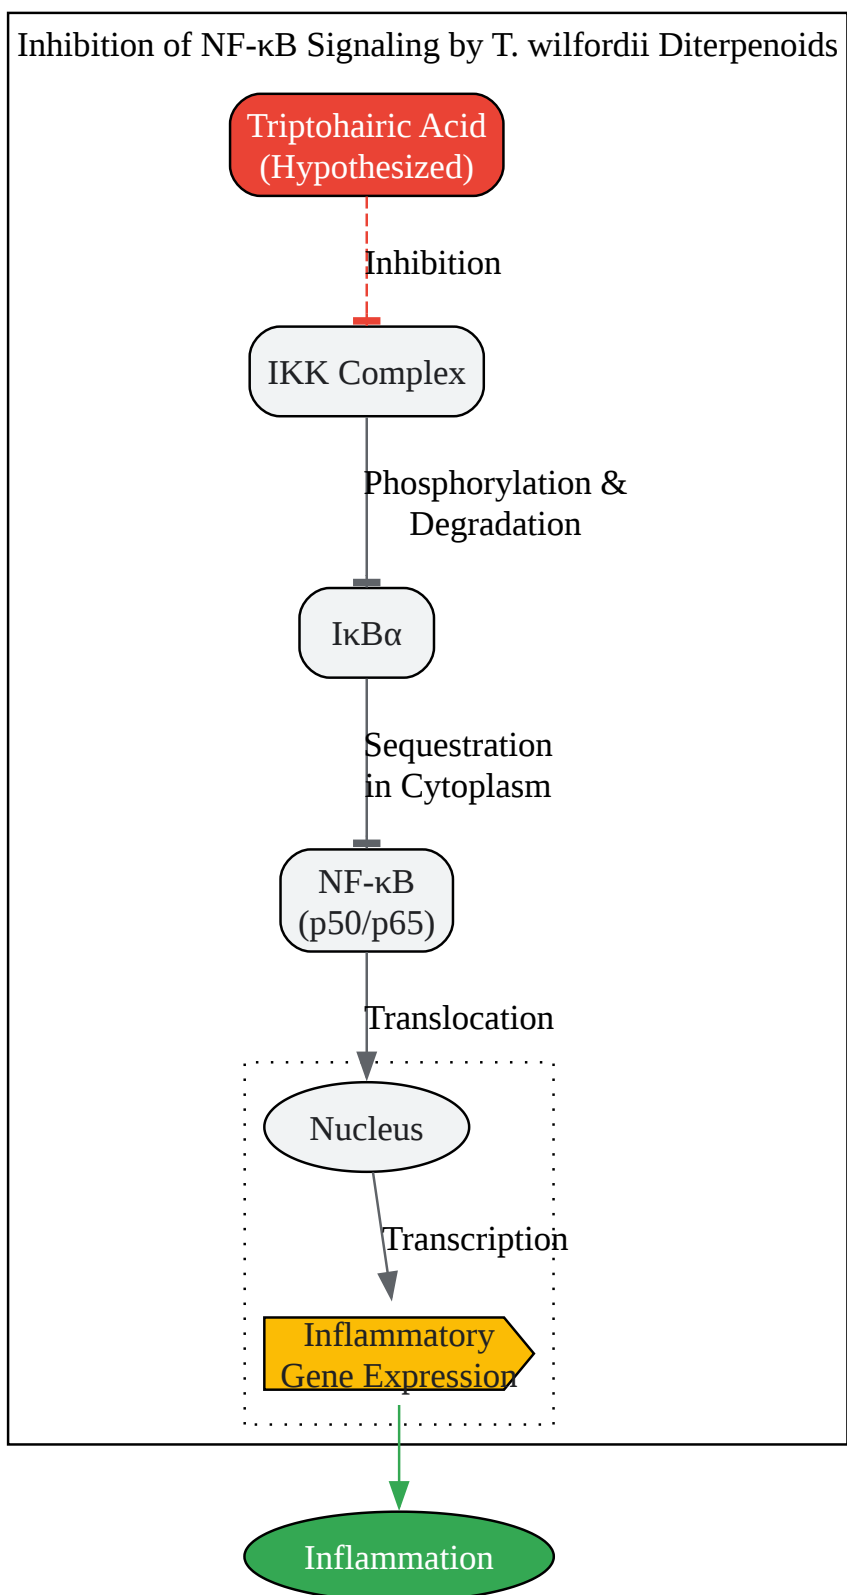 Inhibition of NF-κB Signaling by T. wilfordii Diterpenoids
Triptohairic Acid
(Hypothesized)
Inhibition
IKK Complex
Phosphorylation &
Degradation
IκBα
Sequestration
in Cytoplasm
NF-κB
(p50/p65)
Translocation
Nucleus
Transcription
Inflammatory
Gene Expression
Inflammation